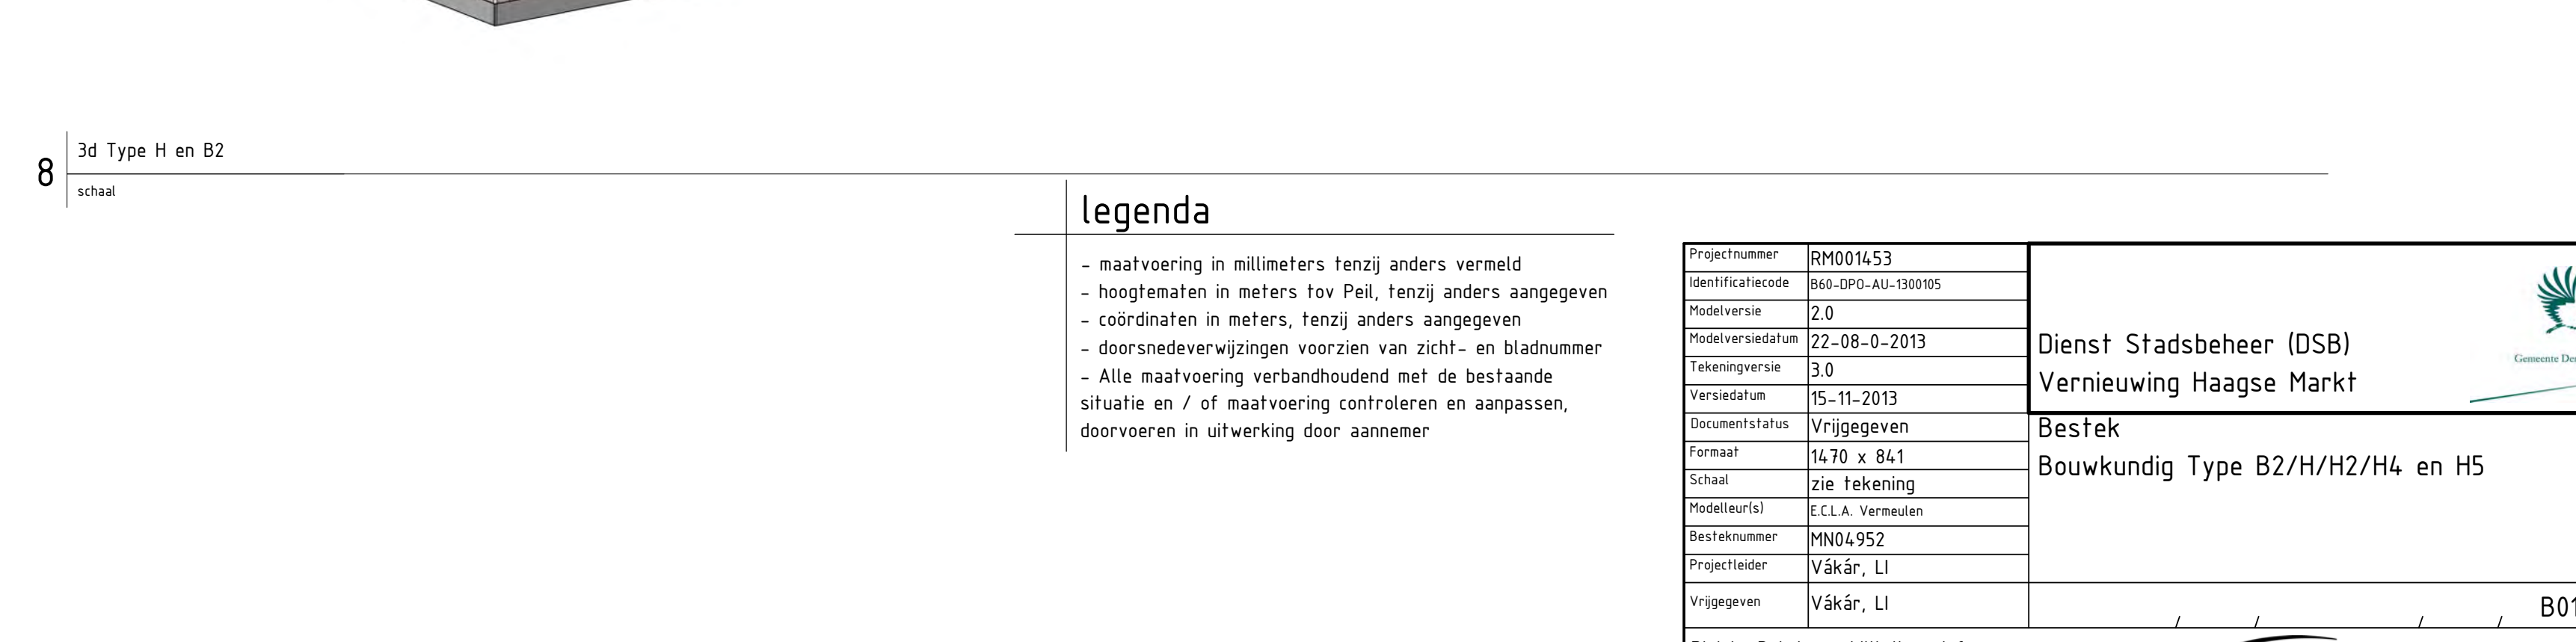 8
3d Type H en B2
schaal
legenda
- maatvoering in millimeters tenzij anders vermeld
- hoogtematen in meters tov Peil, tenzij anders aangegeven
- coördinaten in meters, tenzij anders aangegeven
- doorsnedeverwijzingen voorzien van zicht- en bladnummer
- Alle maatvoering verbandhoudend met de bestaande
situatie en / of maatvoering controleren en aanpassen,
doorvoeren in uitwerking door aannemer
Projectnummer RM001453
Identificatiecode B60-DPO-AU-1300105
Modelversie 2.0
Modelversiedatum 22-08-0-2013
Tekeningversie 3.0
Versiedatum 15-11-2013
Documentstatus Vrijgegeven
Formaat 1470 x 841
Schaal zie tekening
Modelleur(s) E.C.L.A. Vermeulen
Besteknummer MN04952
Projectleider Vákár, LI
Vrijgegeven Vákár, LI
Dienst Stadsbeheer (DSB)
Vernieuwing Haagse Markt
Gemeente De
Bestek
Bouwkundig Type B2/H/H2/H4 en H5
/ / / / B01